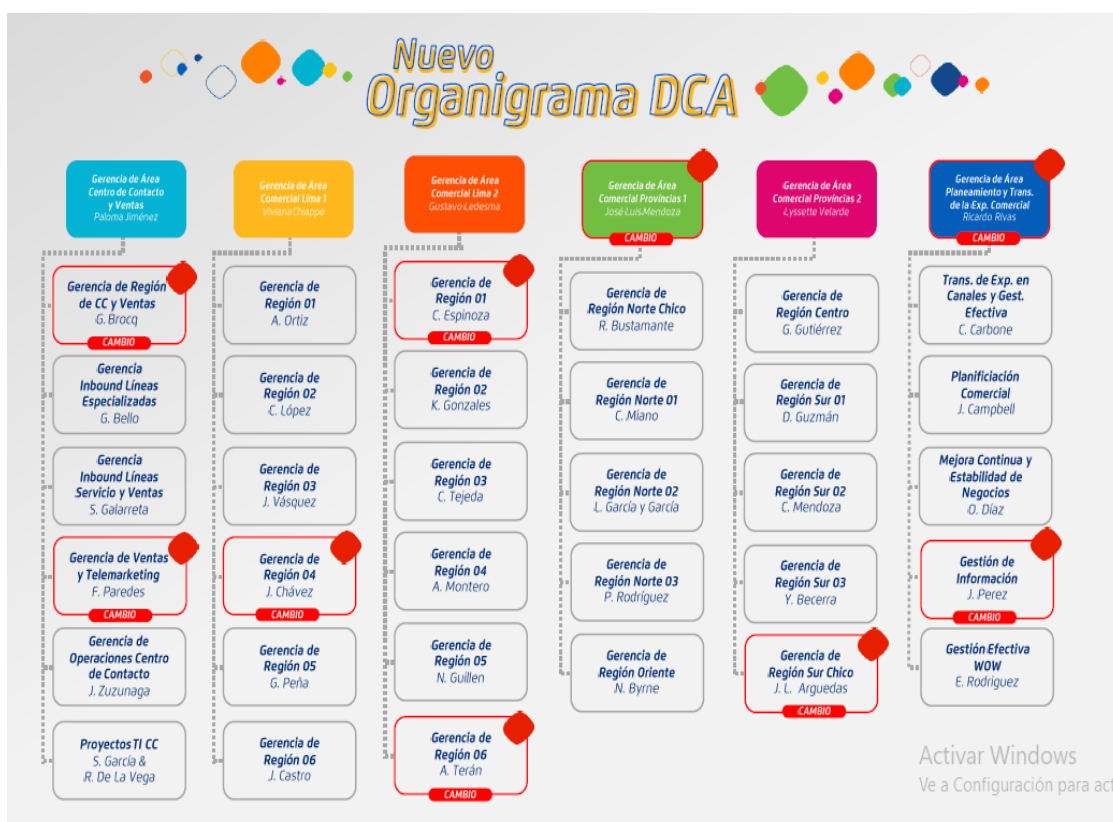 Nuevo
Organigrama DCA
Gerencia de Área
Centro de Contacto
y Ventas
Paloma Jiménez
Gerencia de Región
de CC y Ventas
G. Brocq
CAMBIO
Gerencia
Inbound Líneas
Especializadas
G. Bello
Gerencia
Inbound Líneas
Servicio y Ventas
S. Galarreta
Gerencia de Ventas
y Telemarketing
F. Paredes
CAMBIO
Gerencia de
Operaciones Centro
de Contacto
J. Zuzunaga
Proyectos TI CC
S. García &
R. De La Vega
Gerencia de Área
Comercial Lima 1
Viviana Chiappe
Gerencia de
Región 01
A. Ortiz
Gerencia de
Región 02
C. López
Gerencia de
Región 03
J. Vásquez
Gerencia de
Región 04
J. Chávez
CAMBIO
Gerencia de
Región 05
G. Peña
Gerencia de
Región 06
J. Castro
Gerencia de Área
Comercial Lima 2
Gustavo Ledesma
Gerencia de
Región 01
C. Espinoza
CAMBIO
Gerencia de
Región 02
K. Gonzales
Gerencia de
Región 03
C. Tejeda
Gerencia de
Región 04
A. Montero
Gerencia de
Región 05
N. Guillen
Gerencia de
Región 06
A. Terán
CAMBIO
Gerencia de Área
Comercial Provincias 1
José Luis Mendoza
CAMBIO
Gerencia de
Región Norte Chico
R. Bustamante
Gerencia de
Región Norte 01
C. Miano
Gerencia de
Región Norte 02
L. García y García
Gerencia de
Región Norte 03
P. Rodríguez
Gerencia de
Región Oriente
N. Byrne
Gerencia de Área
Comercial Provincias 2
Lyssette Velarde
Gerencia de
Región Centro
G. Gutiérrez
Gerencia de
Región Sur 01
D. Guzmán
Gerencia de
Región Sur 02
C. Mendoza
Gerencia de
Región Sur 03
Y. Becerra
Gerencia de
Región Sur Chico
J. L. Arguedas
CAMBIO
Gerencia de Área
Planeamiento y Trans.
de la Exp. Comercial
Ricardo Rivas
CAMBIO
Trans. de Exp. en
Canales y Gest.
Efectiva
C. Carbone
Planificiación
Comercial
J. Campbell
Mejora Continua y
Estabilidad de
Negocios
O. Díaz
Gestión de
Información
J. Perez
CAMBIO
Gestión Efectiva
WOW
E. Rodriguez
Activar Windows
Ve a Configuración para act